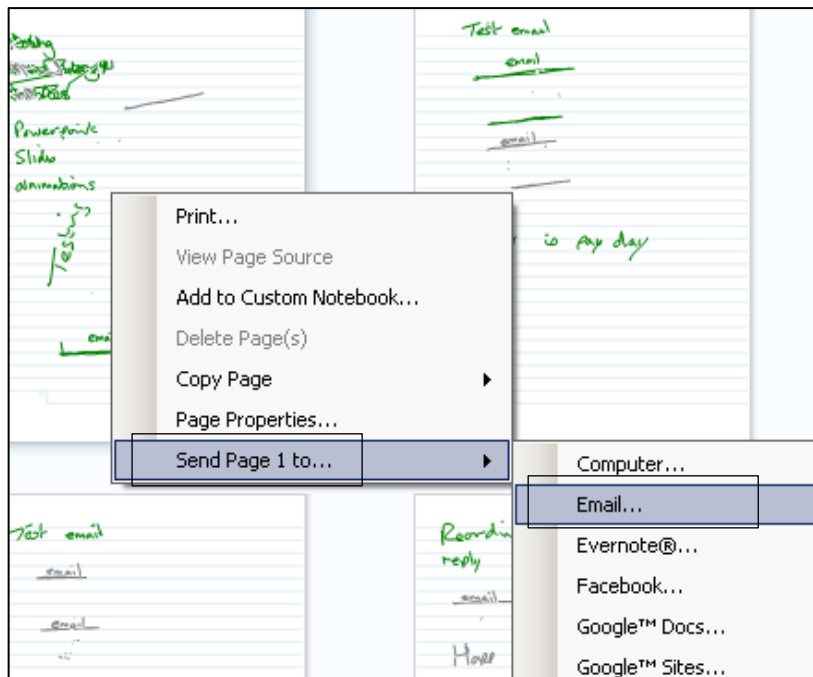 Powerpoint
Slides
animations
Testing
email
Test email
email
email
is pay day
Print...
View Page Source
Add to Custom Notebook...
Delete Page(s)
Copy Page
Page Properties...
Send Page 1 to...
Computer...
Email...
Evernote®...
Facebook...
Google™ Docs...
Google™ Sites...
Test email
email
email
reply
email